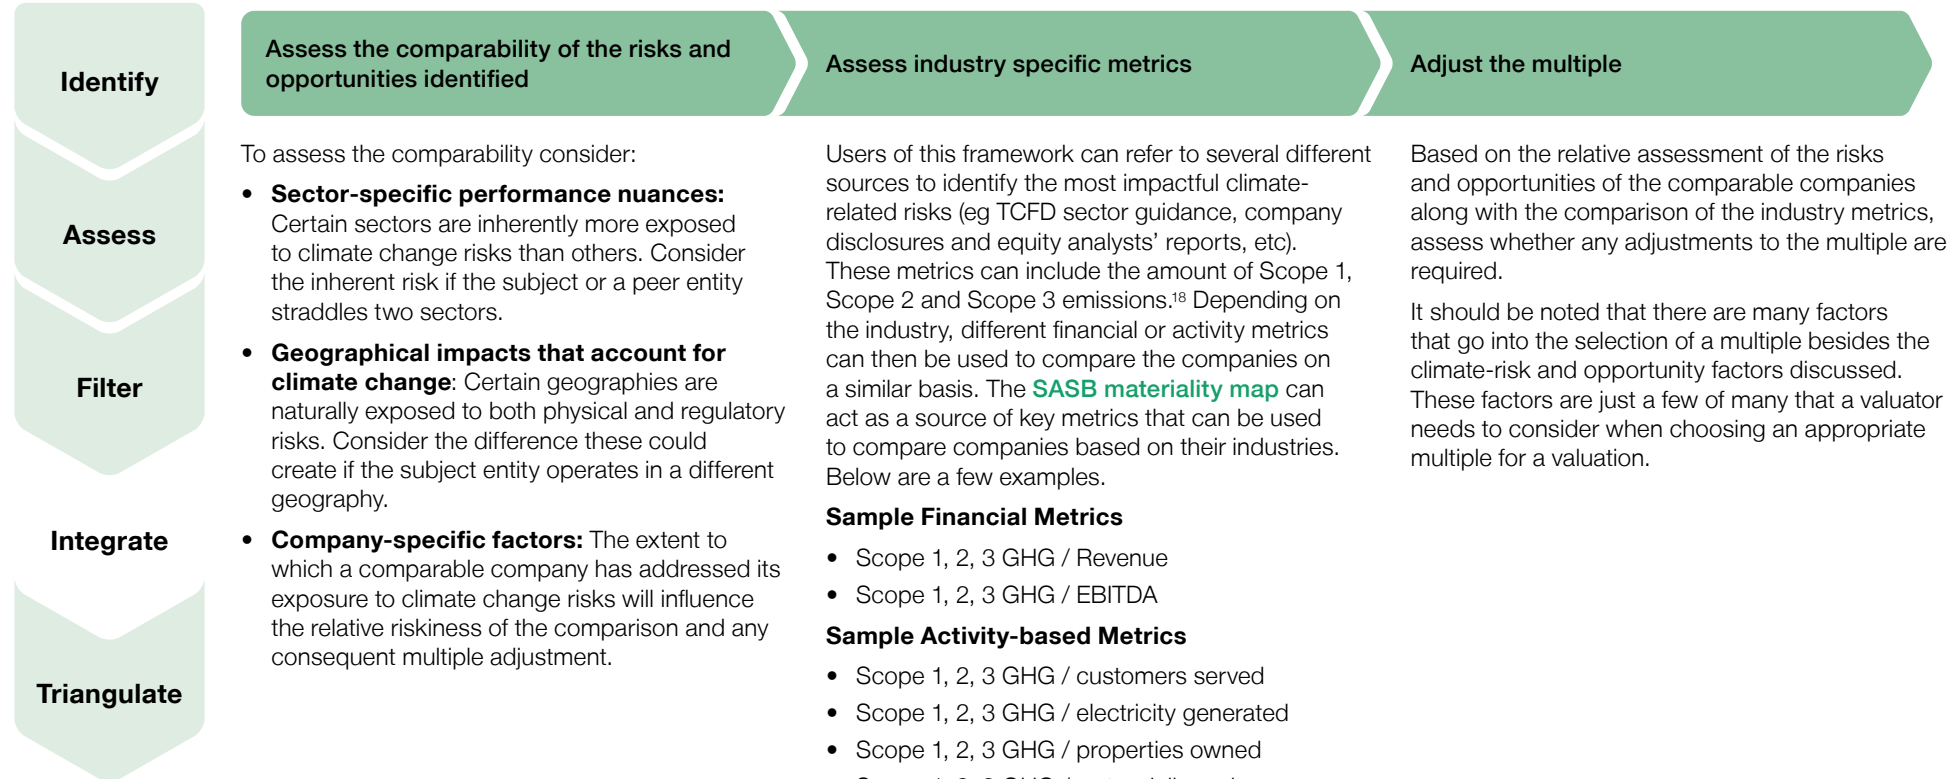 Identify
Assess
Filter
Integrate
Triangulate
Assess the comparability of the risks and
opportunities identified
To assess the comparability consider:
• Sector-specific performance nuances:
Certain sectors are inherently more exposed
to climate change risks than others. Consider
the inherent risk if the subject or a peer entity
straddles two sectors.
• Geographical impacts that account for
climate change: Certain geographies are
naturally exposed to both physical and regulatory
risks. Consider the difference these could
create if the subject entity operates in a different
geography.
• Company-specific factors: The extent to
which a comparable company has addressed its
exposure to climate change risks will influence
the relative riskiness of the comparison and any
consequent multiple adjustment.
Assess industry specific metrics
Users of this framework can refer to several different
sources to identify the most impactful climate-
related risks (eg TCFD sector guidance, company
disclosures and equity analysts’ reports, etc).
These metrics can include the amount of Scope 1,
Scope 2 and Scope 3 emissions.¹⁸ Depending on
the industry, different financial or activity metrics
can then be used to compare the companies on
a similar basis. The SASB materiality map can
act as a source of key metrics that can be used
to compare companies based on their industries.
Below are a few examples.
Sample Financial Metrics
• Scope 1, 2, 3 GHG / Revenue
• Scope 1, 2, 3 GHG / EBITDA
Sample Activity-based Metrics
• Scope 1, 2, 3 GHG / customers served
• Scope 1, 2, 3 GHG / electricity generated
• Scope 1, 2, 3 GHG / properties owned
Adjust the multiple
Based on the relative assessment of the risks
and opportunities of the comparable companies
along with the comparison of the industry metrics,
assess whether any adjustments to the multiple are
required.
It should be noted that there are many factors
that go into the selection of a multiple besides the
climate-risk and opportunity factors discussed.
These factors are just a few of many that a valuator
needs to consider when choosing an appropriate
multiple for a valuation.